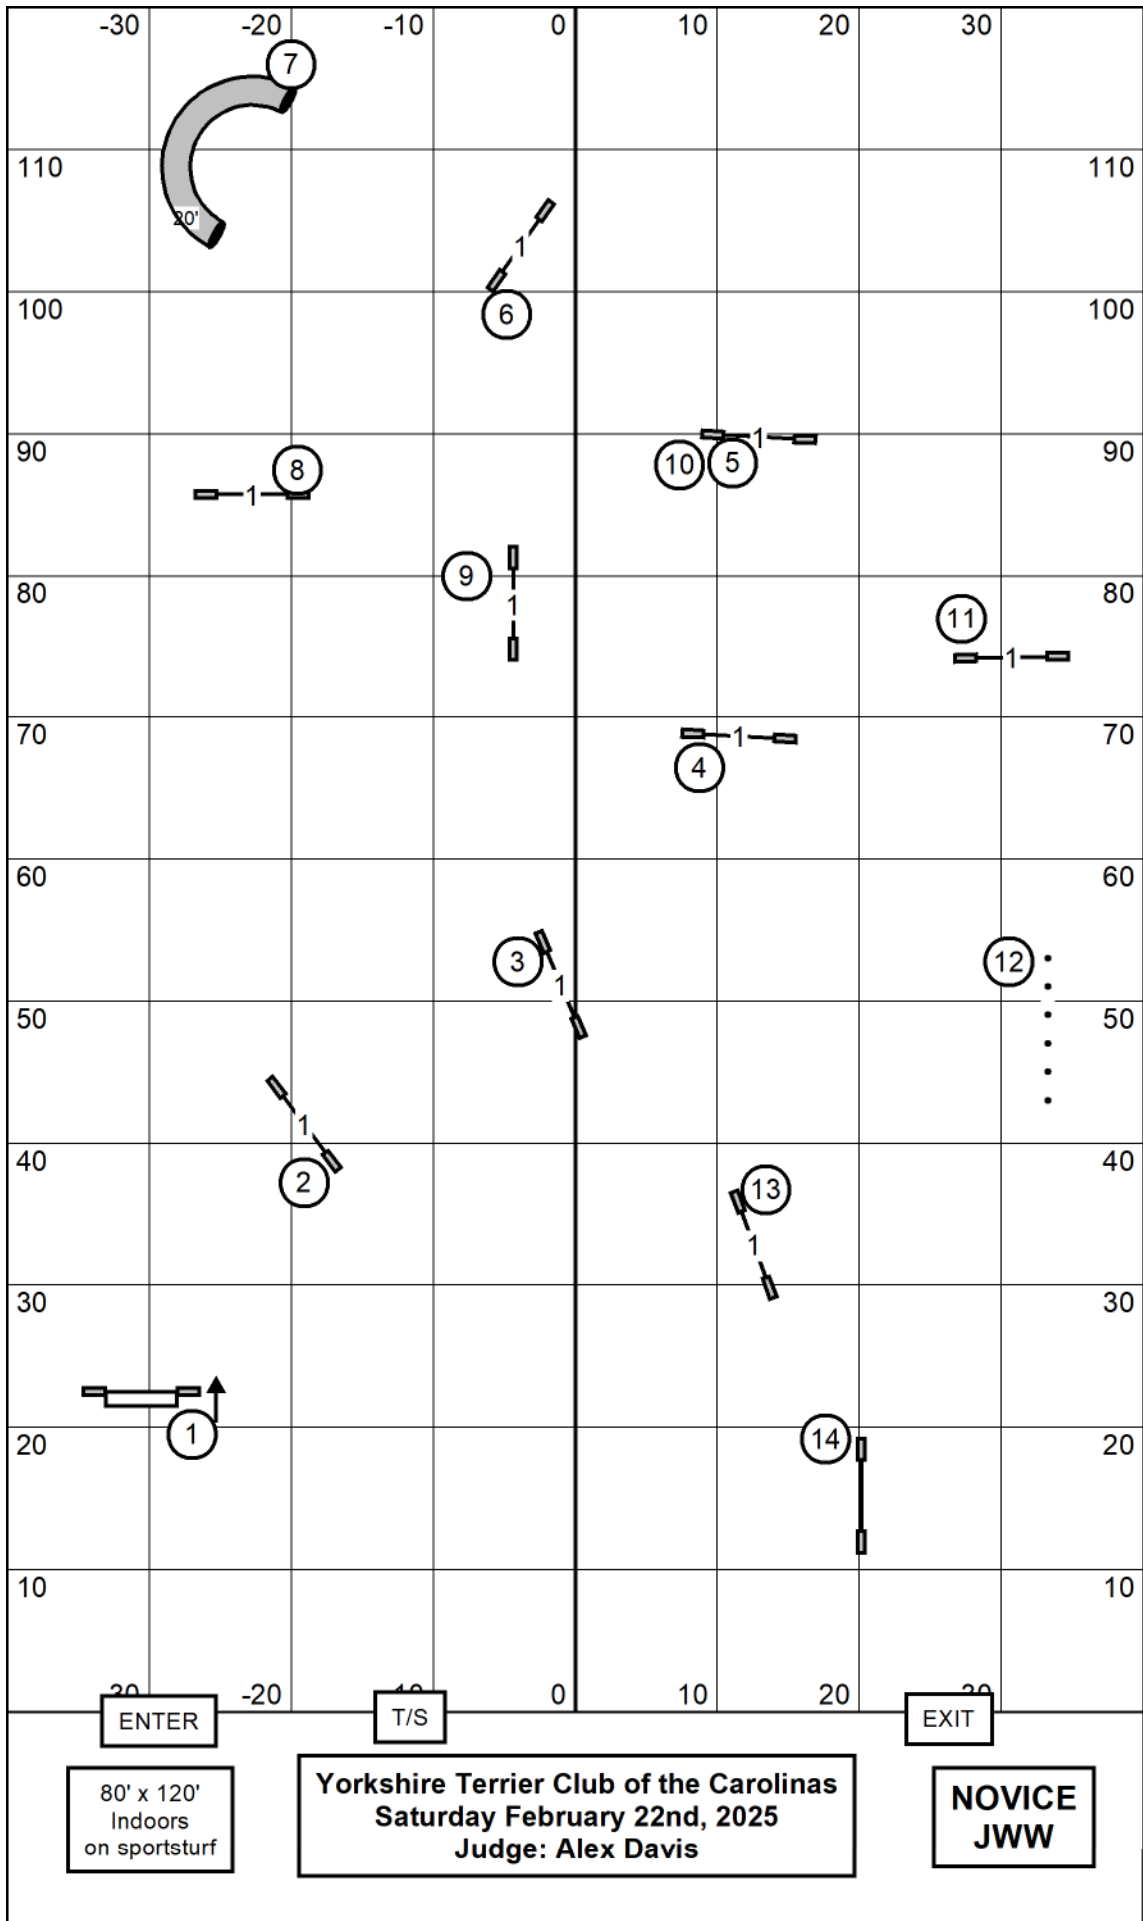 -30 -20 -10 0 10 20 30
7
110 110
20'
1
100 100
6
90 1 90
8 10 5
1
9
80 80
1 11
1
70 1 70
4
60 60
3 12
1
50 50
1
40 40
2 13
1
30 30
1 20 14 20
10 10
-20 0 10 20
ENTER T/S EXIT
80' x 120'
Indoors
on sportsturf
Yorkshire Terrier Club of the Carolinas
Saturday February 22nd, 2025
Judge: Alex Davis
NOVICE
JWW